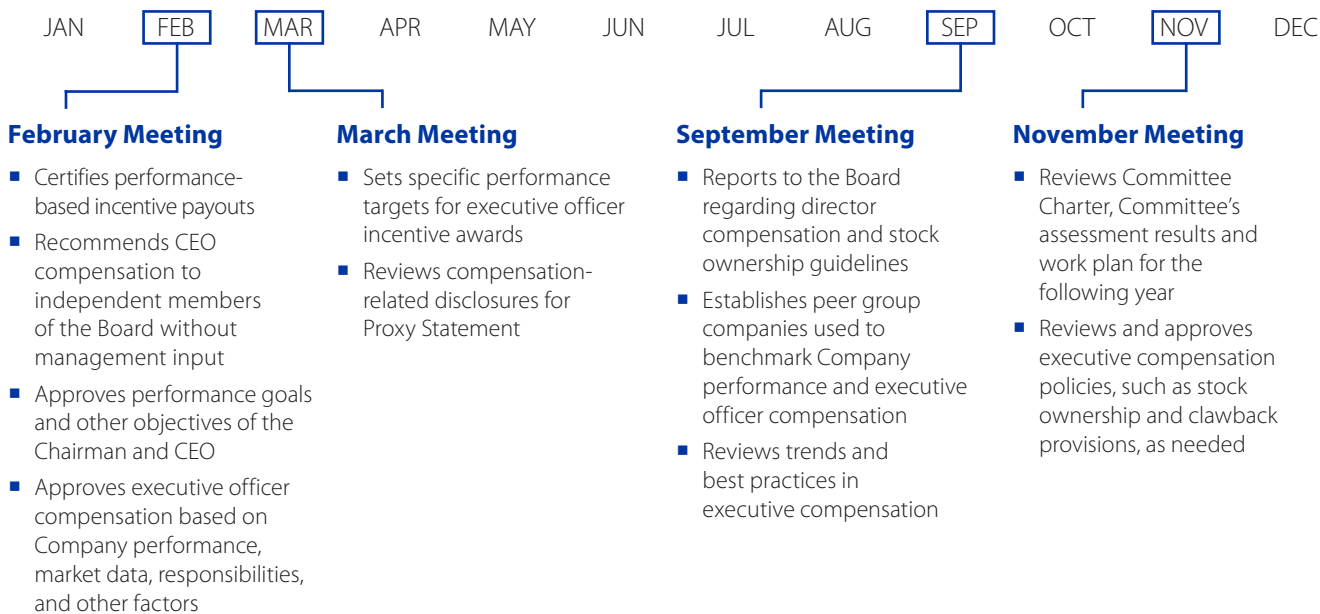 JAN FEB MAR APR MAY JUN JUL AUG SEP OCT NOV DEC
February Meeting
■ Certifies performance-
based incentive payouts
■ Recommends CEO
compensation to
independent members
of the Board without
management input
■ Approves performance goals
and other objectives of the
Chairman and CEO
■ Approves executive officer
compensation based on
Company performance,
market data, responsibilities,
and other factors
March Meeting
■ Sets specific performance
targets for executive officer
incentive awards
■ Reviews compensation-
related disclosures for
Proxy Statement
September Meeting
■ Reports to the Board
regarding director
compensation and stock
ownership guidelines
■ Establishes peer group
companies used to
benchmark Company
performance and executive
officer compensation
■ Reviews trends and
best practices in
executive compensation
November Meeting
■ Reviews Committee
Charter, Committee’s
assessment results and
work plan for the
following year
■ Reviews and approves
executive compensation
policies, such as stock
ownership and clawback
provisions, as needed